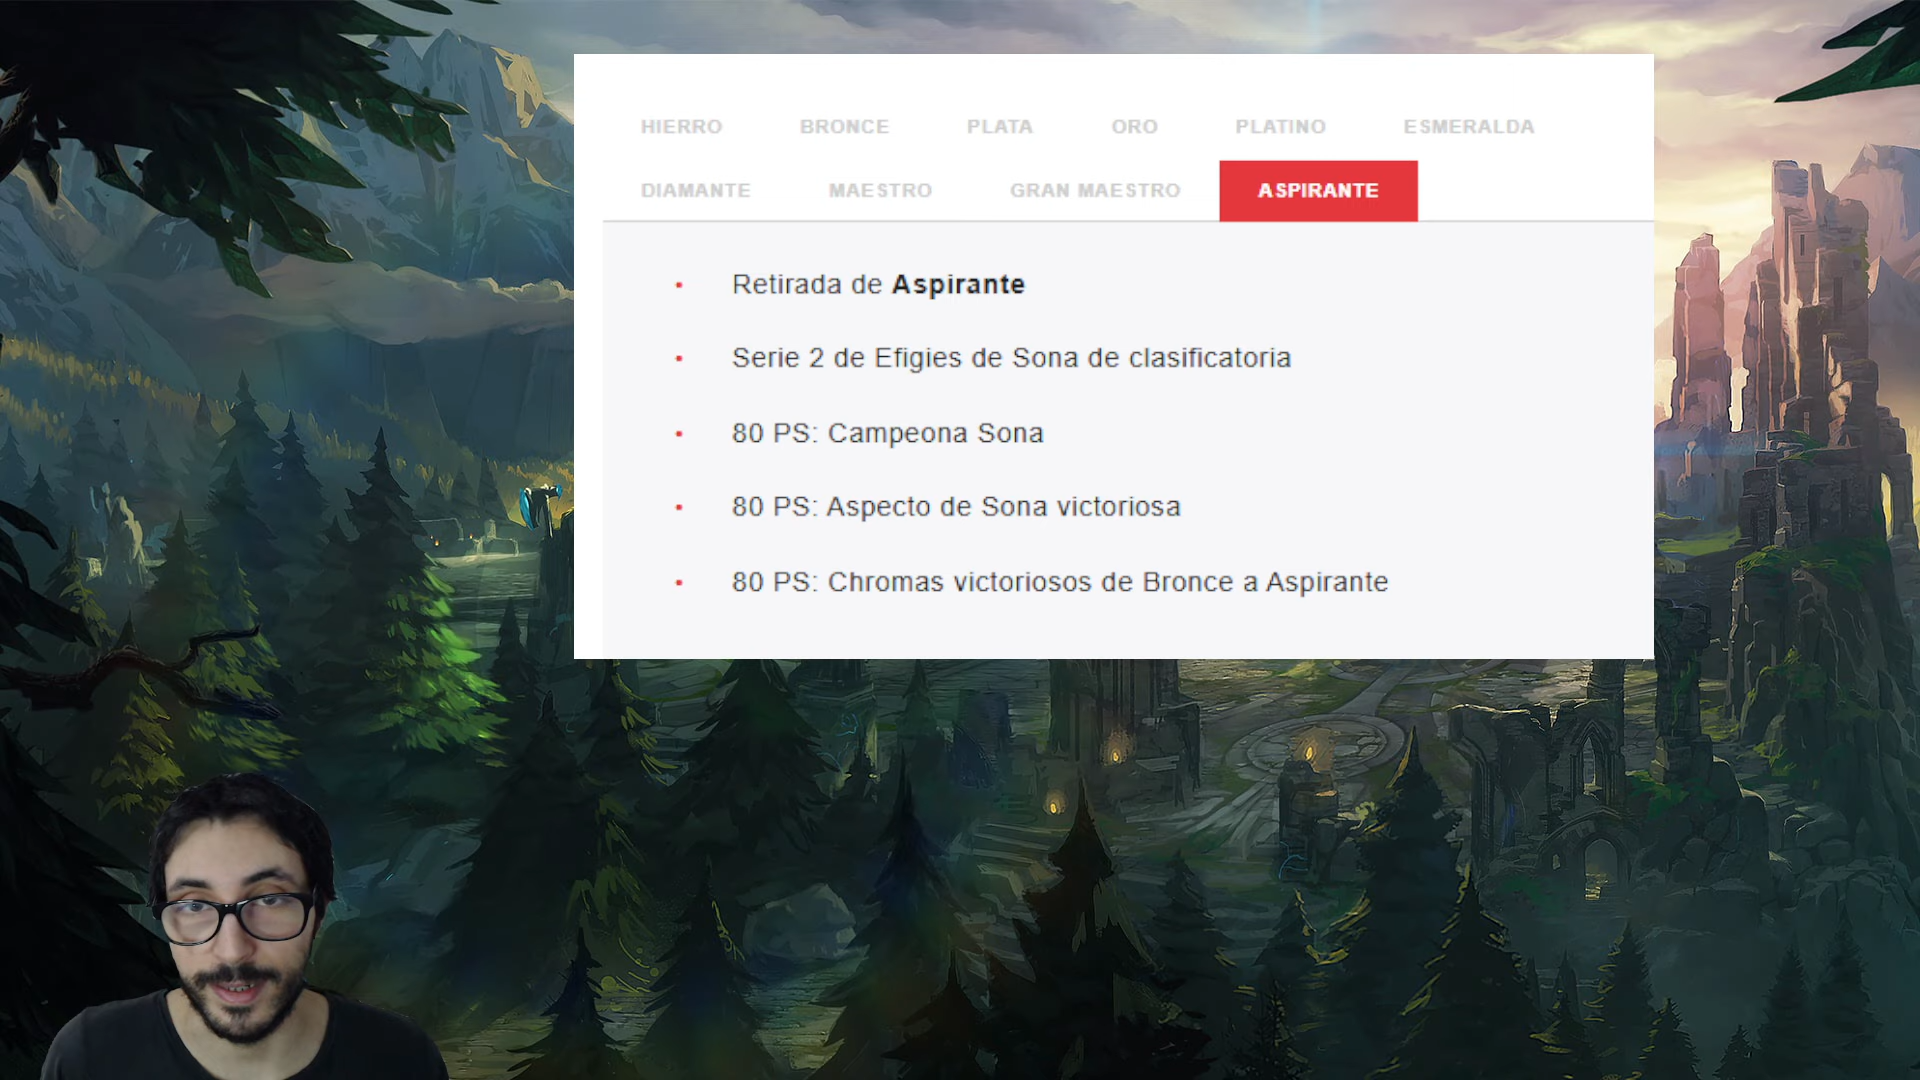 HIERRO BRONCE PLATA ORO PLATINO ESMERALDA
DIAMANTE MAESTRO GRAN MAESTRO ASPIRANTE
• Retirada de Aspirante
• Serie 2 de Efigies de Sona de clasificatoria
• 80 PS: Campeona Sona
• 80 PS: Aspecto de Sona victoriosa
• 80 PS: Chromas victoriosos de Bronce a Aspirante